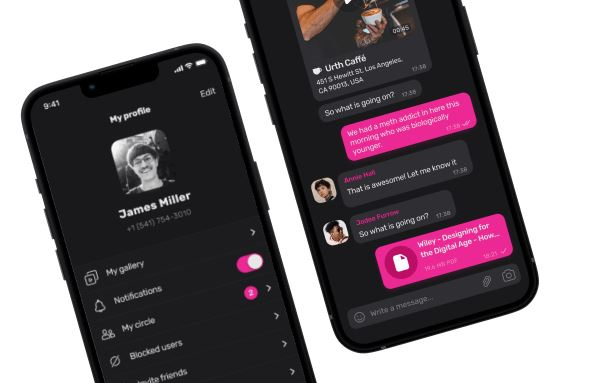 9:41
My profile
Edit
James Miller
+1 (541) 754-3010
My gallery
Notifications
My circle
2
Blocked users
Invite friends
00:45
Urth Caffé
451 S Hewitt St. Los Angeles,
CA 90013, USA
17:38
So what is going on?
17:38
We had a meth addict in here this
morning who was biologically
younger.
17:38
Annie Hall
That is awesome! Let me know it
17:38
Jodee Furrow
So what is going on?
17:38
Wiley - Designing for
the Digital Age - How...
19.6 MB PDF
18:21
Write a message...